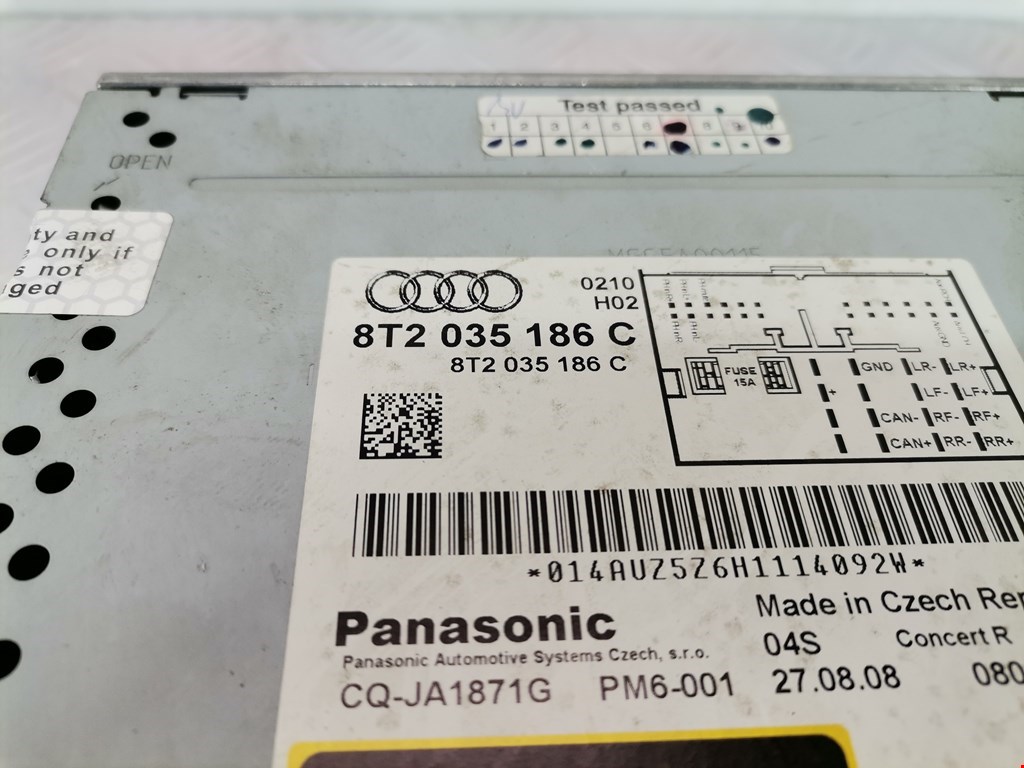 Test passed
1 2 3 4 5 6 8 9
OPEN
ty and
only if
s not
ged
0210
H02
8T2 035 186 C
8T2 035 186 C
FUSE
15A
GND LR- LR+
+ LF- LF+
CAN- RF- RF+
CAN+ RR- RR+
*014AUZ5Z6H1114092W*
Panasonic
Made in Czech Rep
Panasonic Automotive Systems Czech, s.r.o.
04S Concert R
CQ-JA1871G PM6-001 27.08.08 080